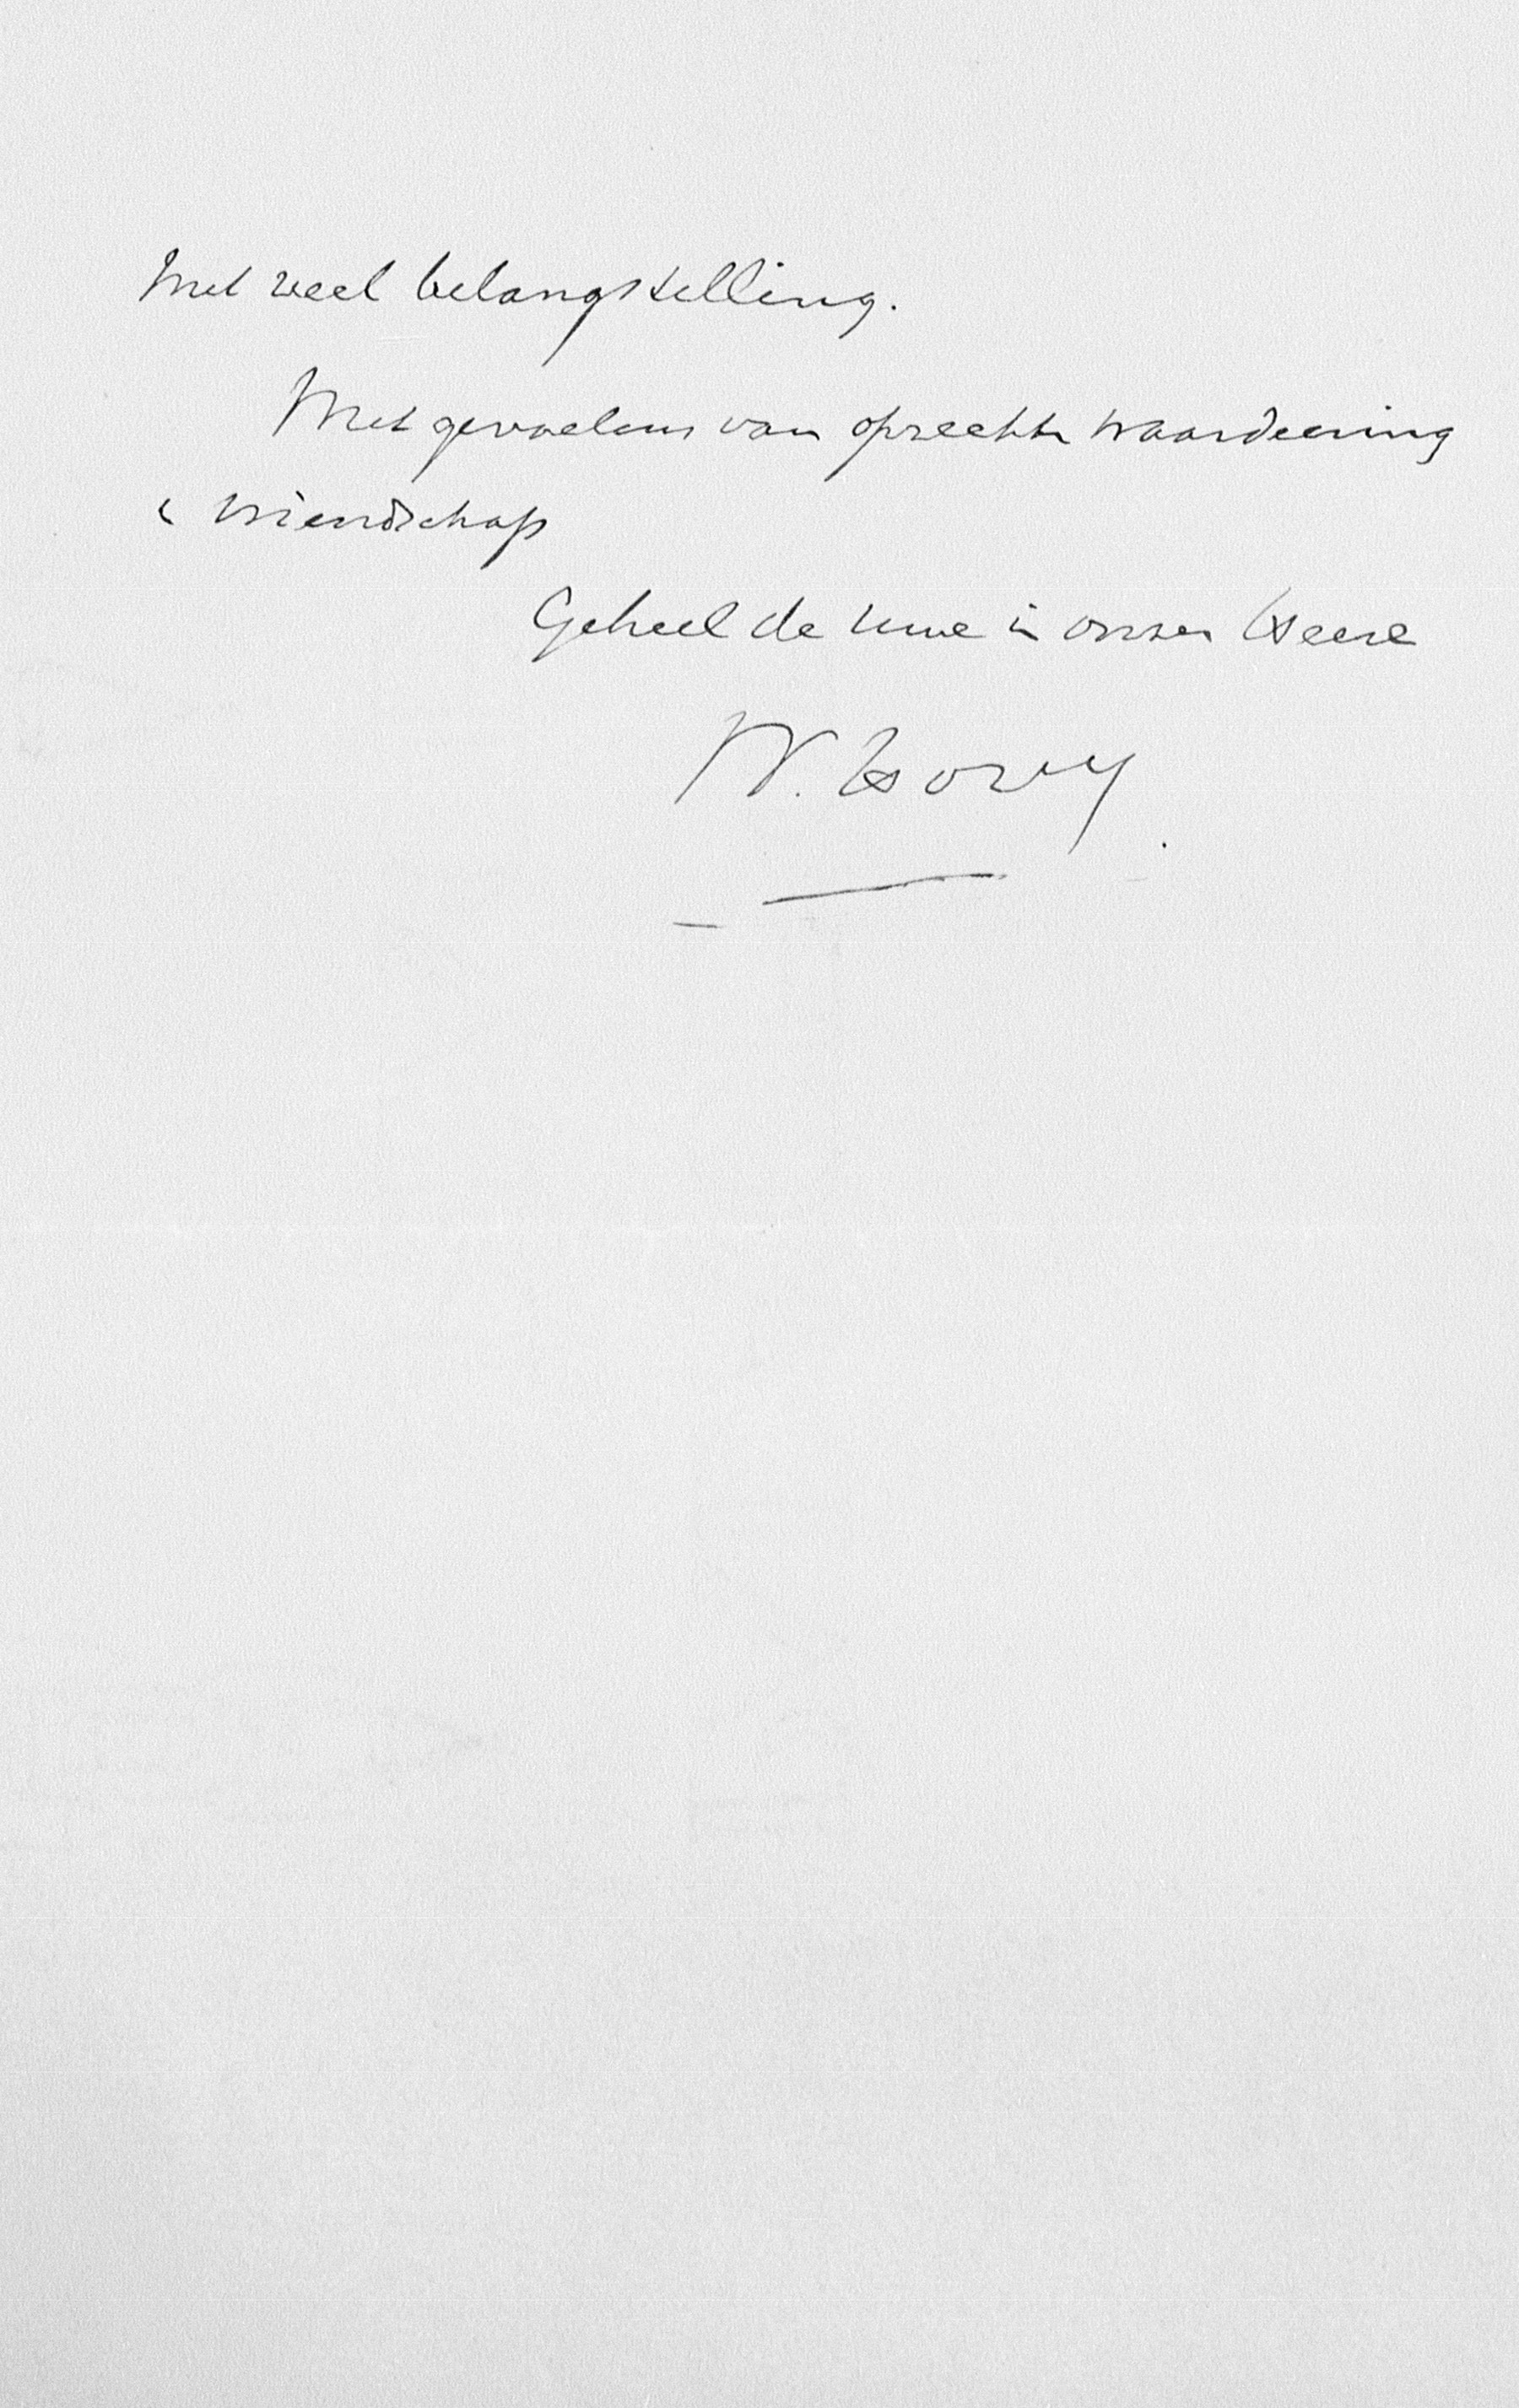 Met veel belangstelling.
Met gevoelens van oprechte waardeering
& vriendschap
Geheel de Uwe in onzen Heere
W. Hovy